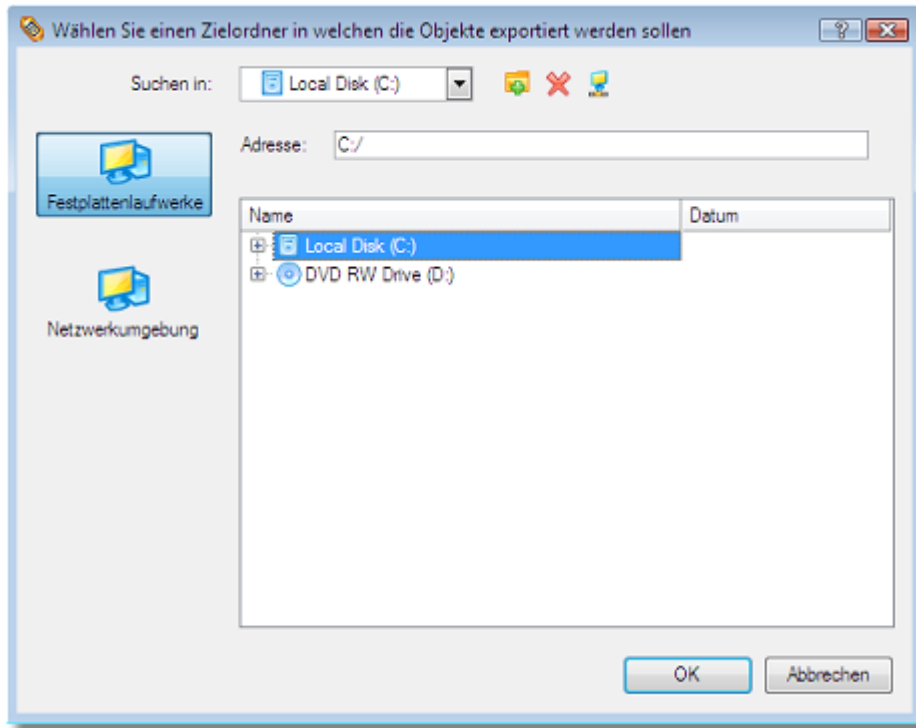 Wählen Sie einen Zielordner in welchen die Objekte exportiert werden sollen
Suchen in: Local Disk (C:)
Adresse: C:/
Festplattenlaufwerke
Netzwerkumgebung
Name Datum
Local Disk (C:)
DVD RW Drive (D:)
OK Abbrechen